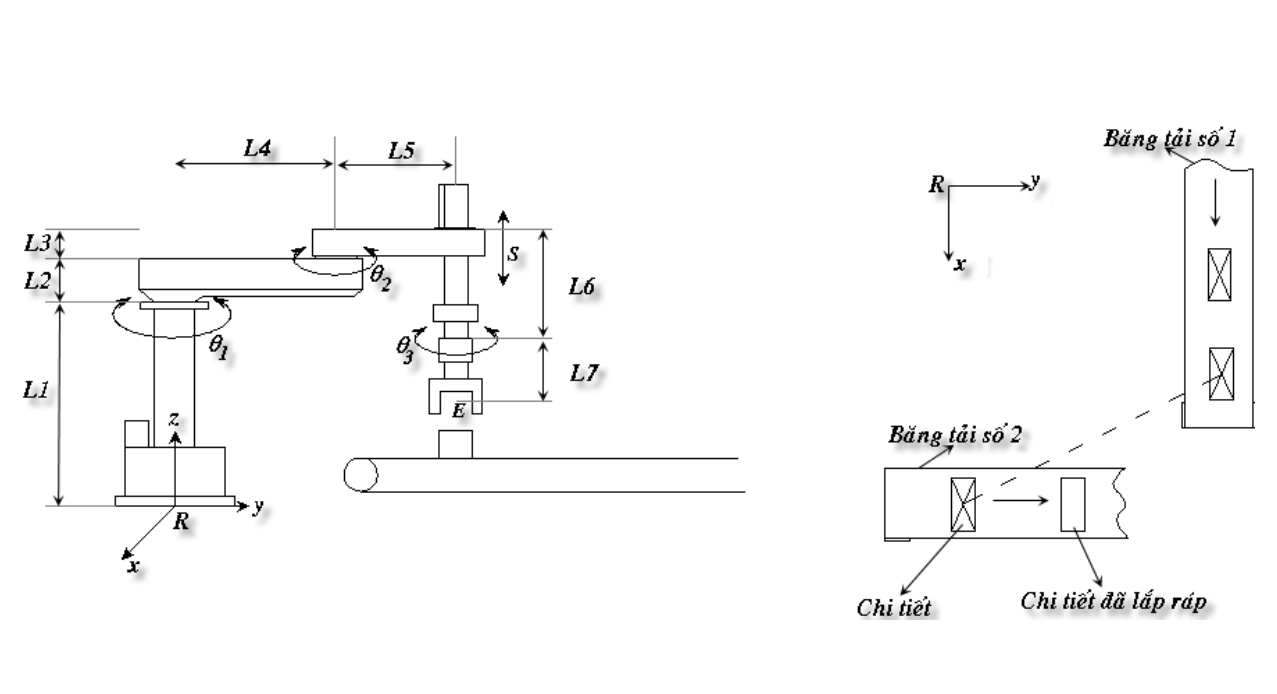 L4
L5
L3
L2
L1
S
θ2
L6
θ1
θ3
L7
E
z
y
R
x
Băng tải số 1
R
y
x
Băng tải số 2
Chi tiết
Chi tiết đã lắp ráp